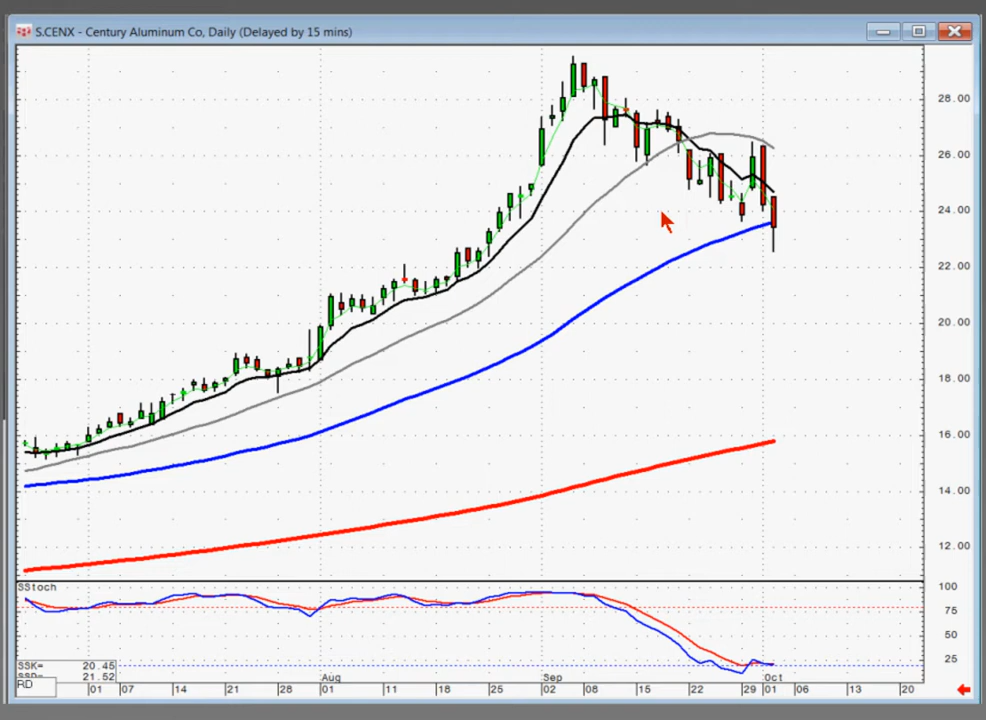 S.CENX - Century Aluminum Co, Daily (Delayed by 15 mins)
28.00
26.00
24.00
22.00
20.00
18.00
16.00
14.00
12.00
SStoch
100
75
50
25
SSK= 20.45
SSD= 21.52
RD
Aug Sep Oct
01 07 14 21 28 01 11 18 25 02 08 15 22 29 01 06 13 20